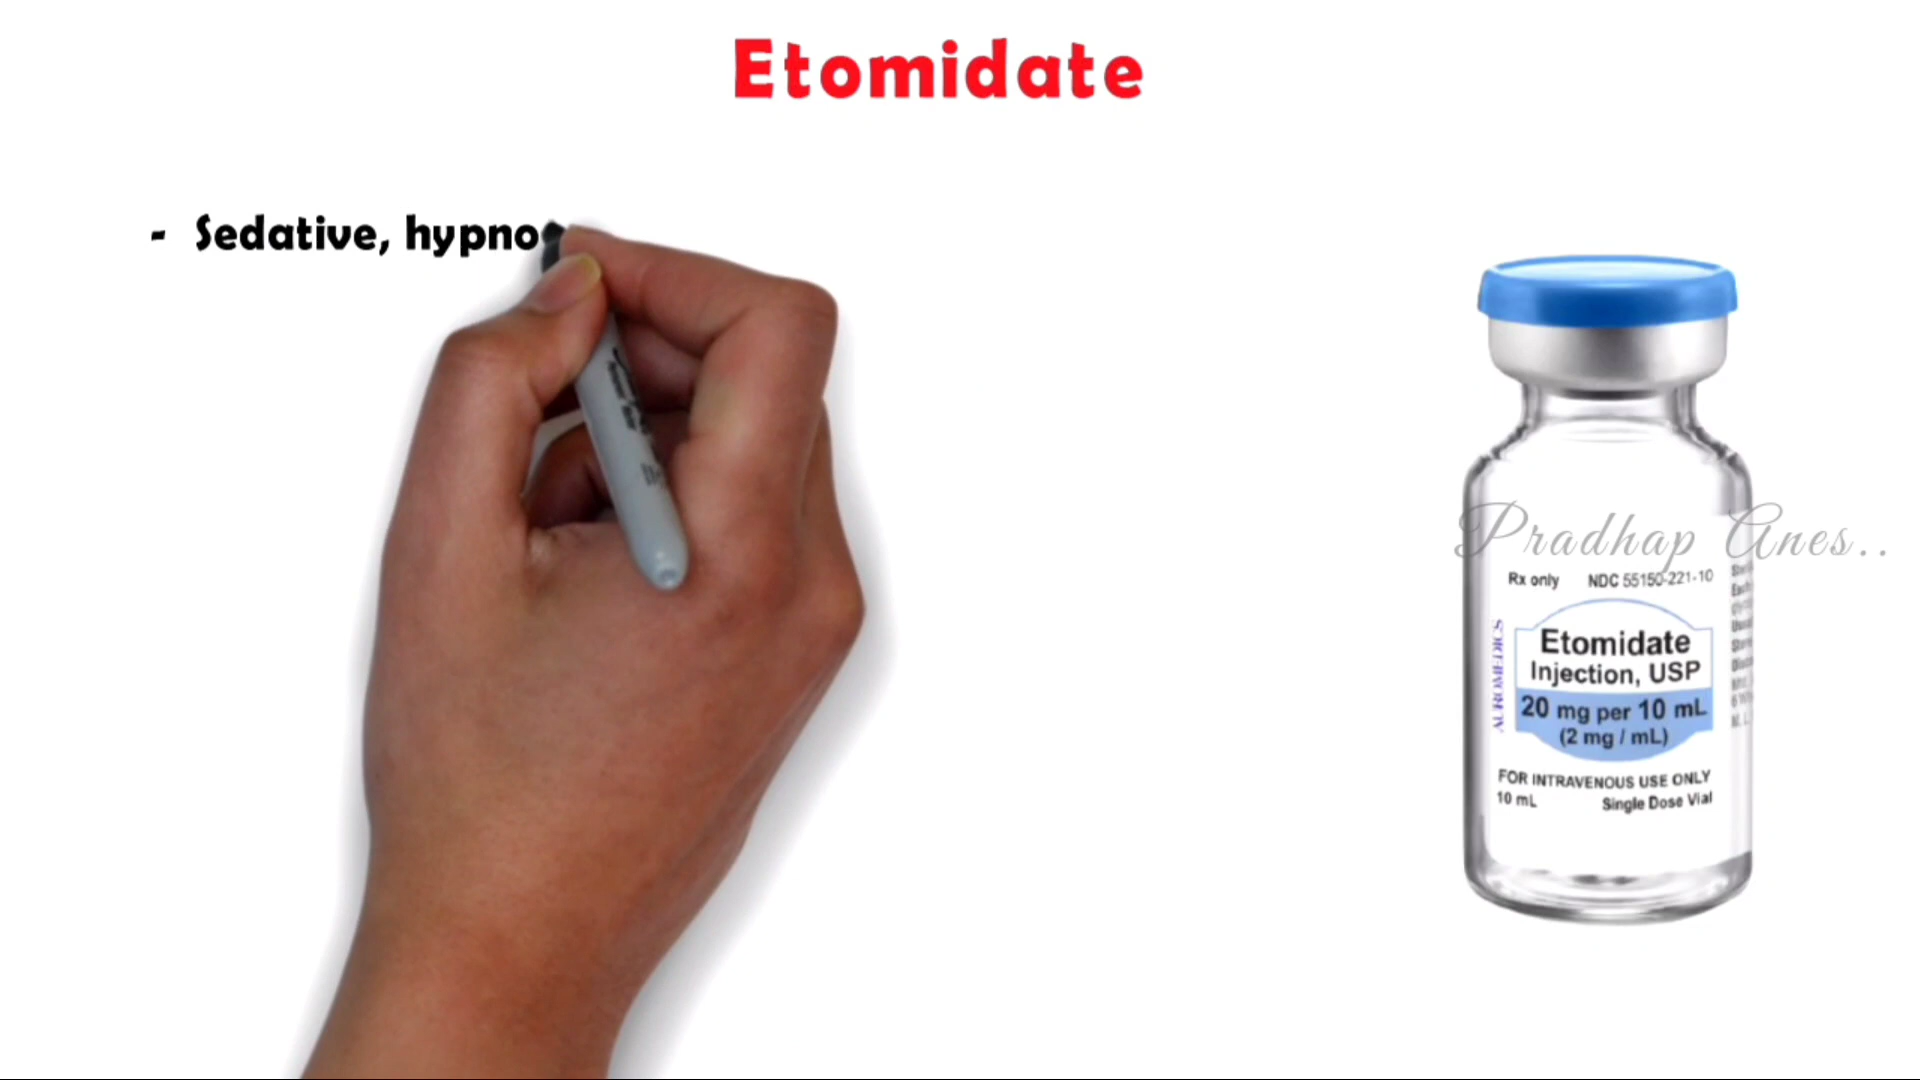 Etomidate
- Sedative, hypno
Pradhap Anes..
Rx only NDC 55150-221-10
AUROMEDICS
Etomidate
Injection, USP
20 mg per 10 mL
(2 mg / mL)
FOR INTRAVENOUS USE ONLY
10 mL Single Dose Vial